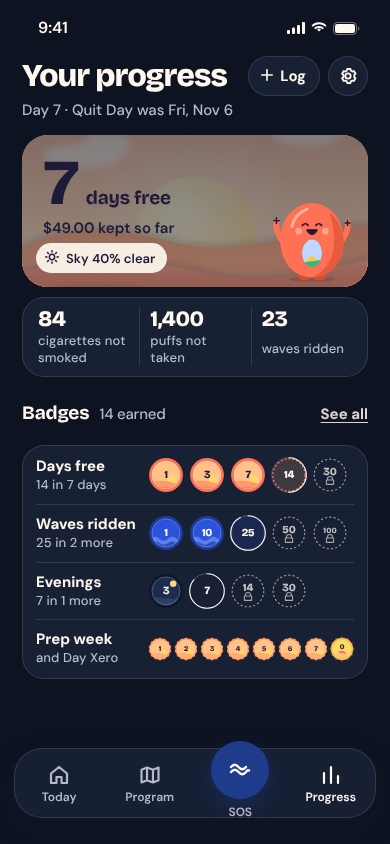 9:41
Your progress
+ Log
Day 7 · Quit Day was Fri, Nov 6
7 days free
$49.00 kept so far
Sky 40% clear
84
cigarettes not
smoked
1,400
puffs not
taken
23
waves ridden
Badges 14 earned
See all
Days free
14 in 7 days
1 3 7 14 30
Waves ridden
25 in 2 more
1 10 25 50 100
Evenings
7 in 1 more
3 7 14 30
Prep week
and Day Xero
1 2 3 4 5 6 7 0
Today
Program
SOS
Progress